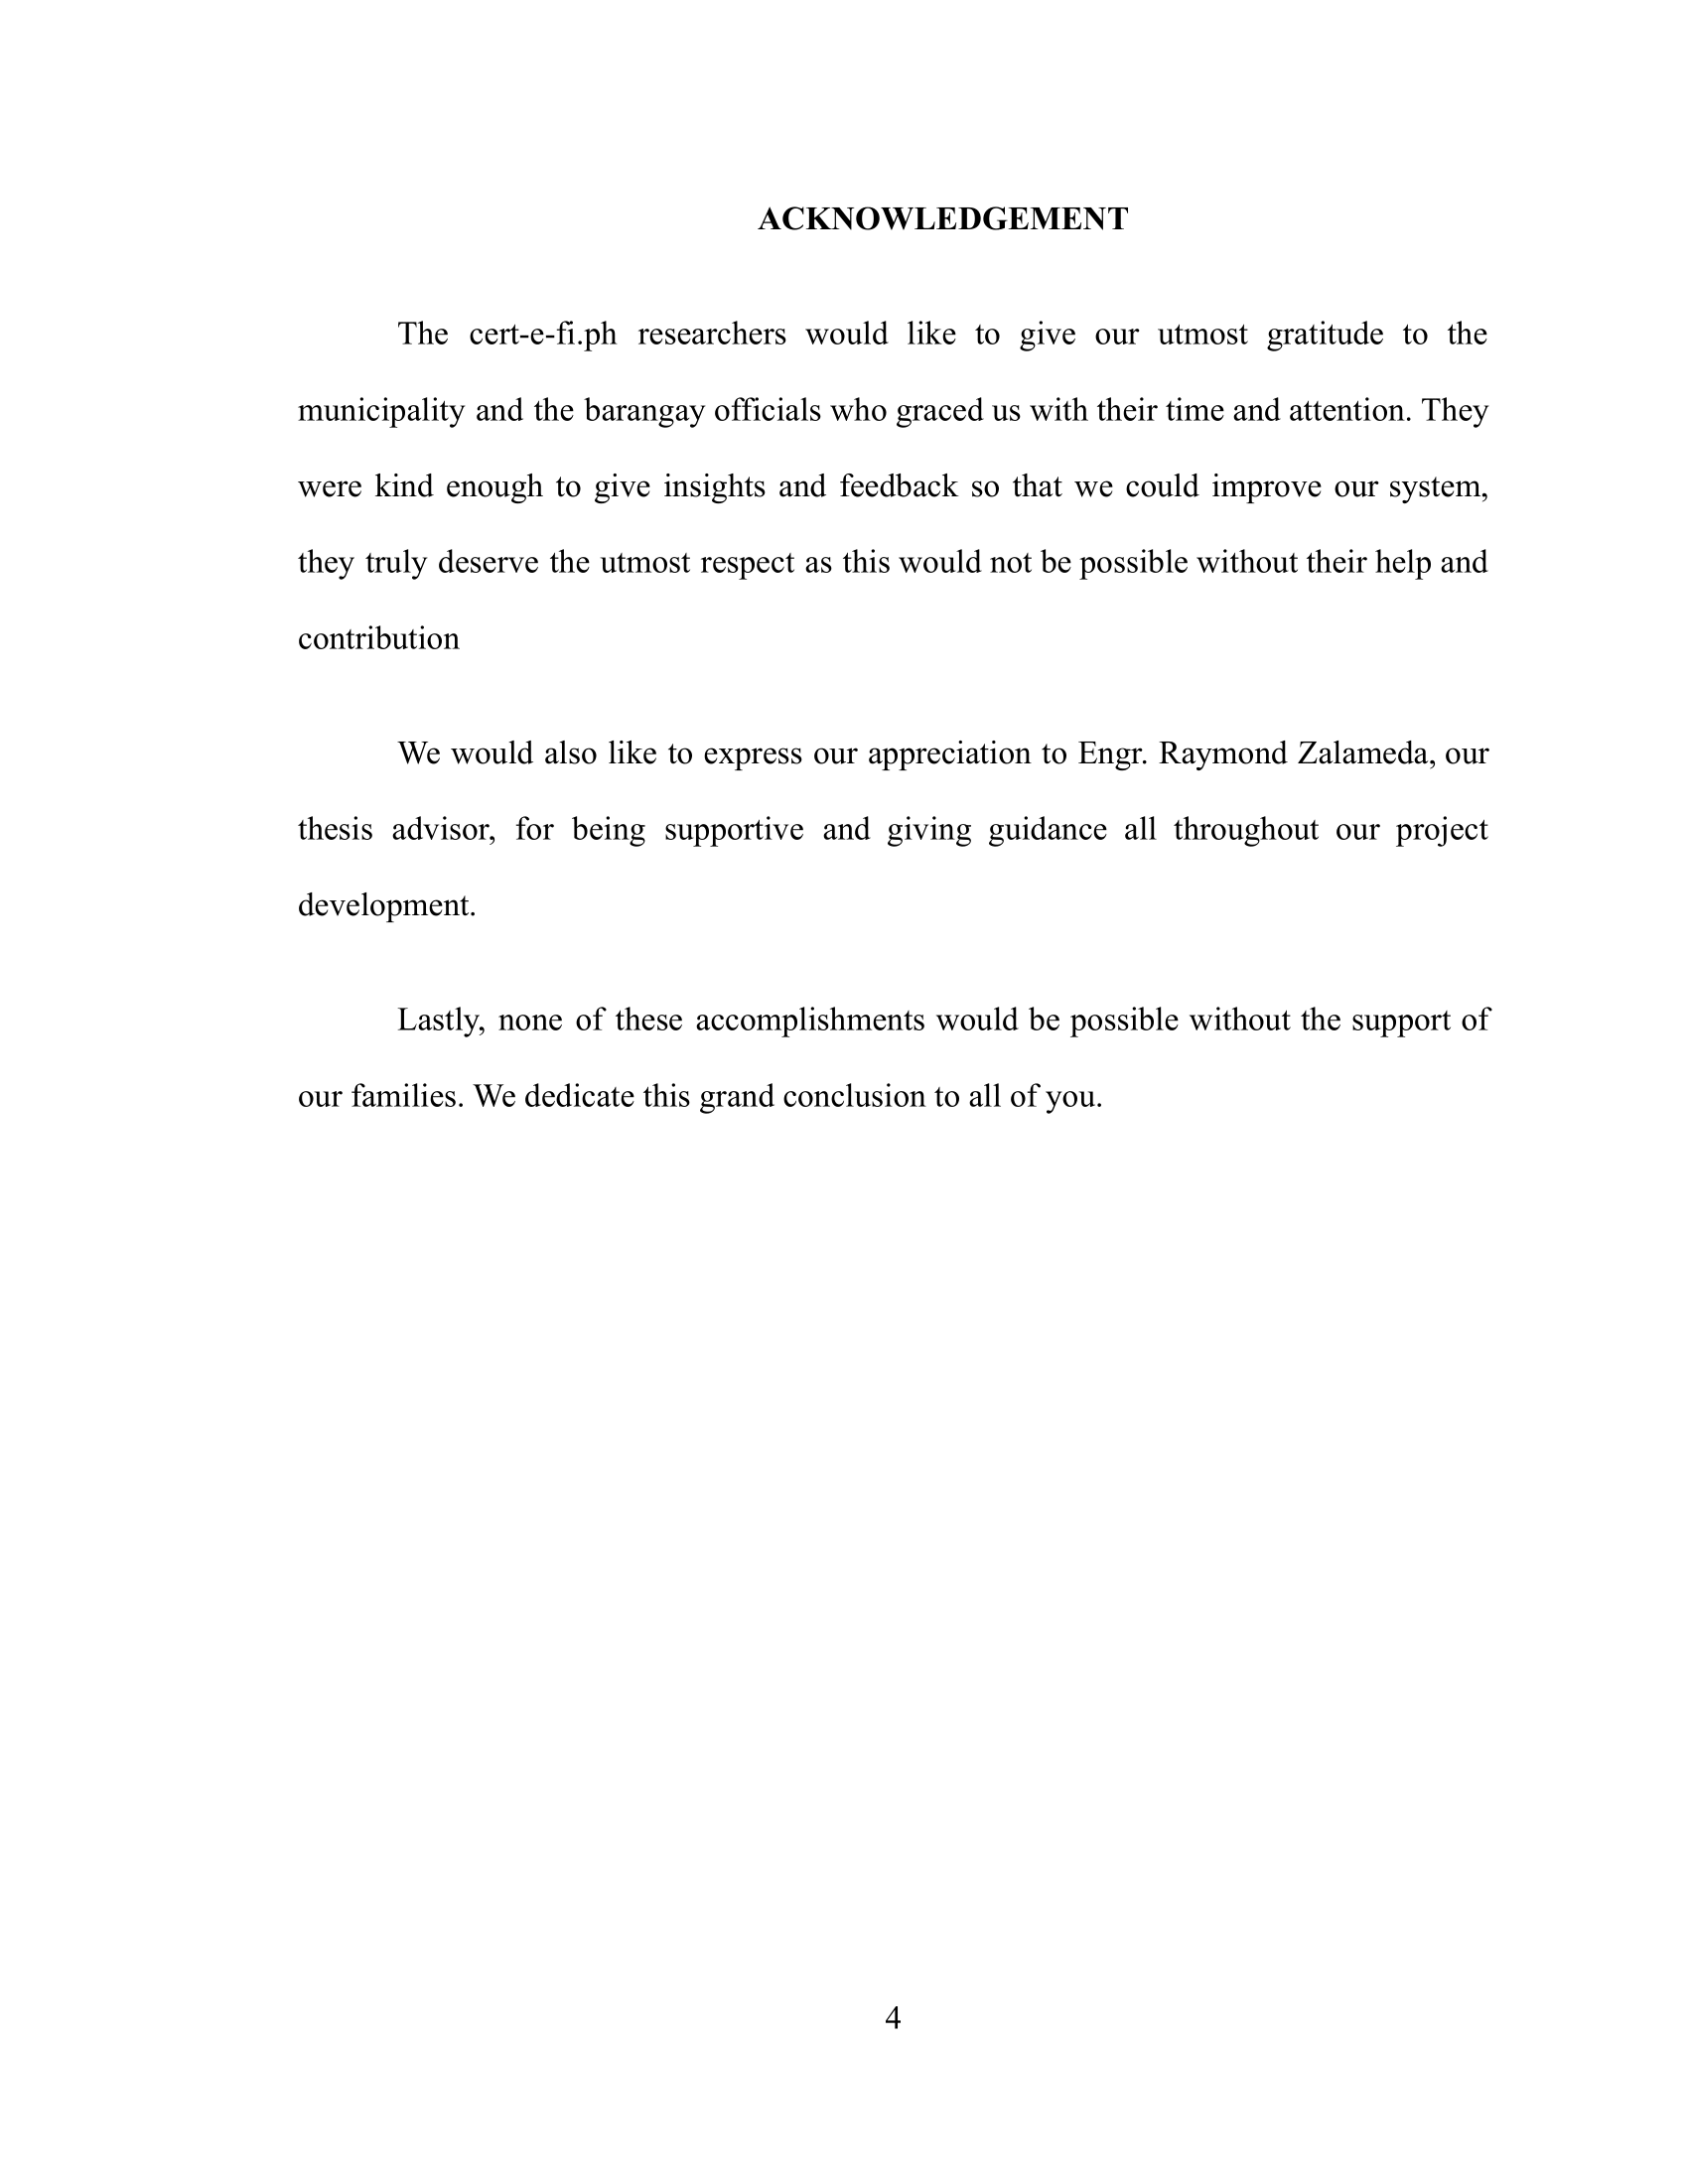 ACKNOWLEDGEMENT
The cert-e-fi.ph researchers would like to give our utmost gratitude to the
municipality and the barangay officials who graced us with their time and attention. They
were kind enough to give insights and feedback so that we could improve our system,
they truly deserve the utmost respect as this would not be possible without their help and
contribution
We would also like to express our appreciation to Engr. Raymond Zalameda, our
thesis advisor, for being supportive and giving guidance all throughout our project
development.
Lastly, none of these accomplishments would be possible without the support of
our families. We dedicate this grand conclusion to all of you.
4